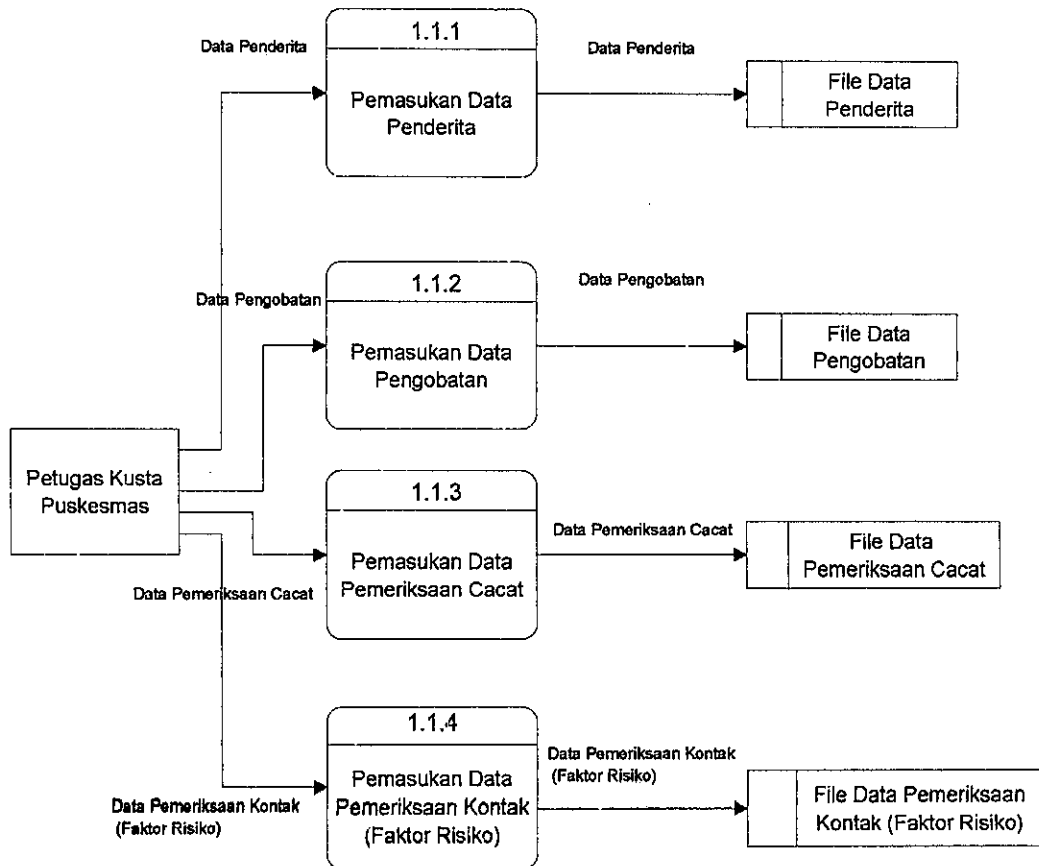 1.1.1
Data Penderita
Data Penderita
Pemasukan Data
Penderita
File Data
Penderita
1.1.2
Data Pengobatan
Data Pengobatan
Pemasukan Data
Pengobatan
File Data
Pengobatan
Petugas Kusta
Puskesmas
1.1.3
Data Pemeriksaan Cacat
Pemasukan Data
Pemeriksaan Cacat
Data Pemeriksaan Cacat
File Data
Pemeriksaan Cacat
1.1.4
Data Pemeriksaan Kontak
(Faktor Risiko)
Pemasukan Data
Pemeriksaan Kontak
(Faktor Risiko)
Data Pemeriksaan Kontak
(Faktor Risiko)
File Data Pemeriksaan
Kontak (Faktor Risiko)